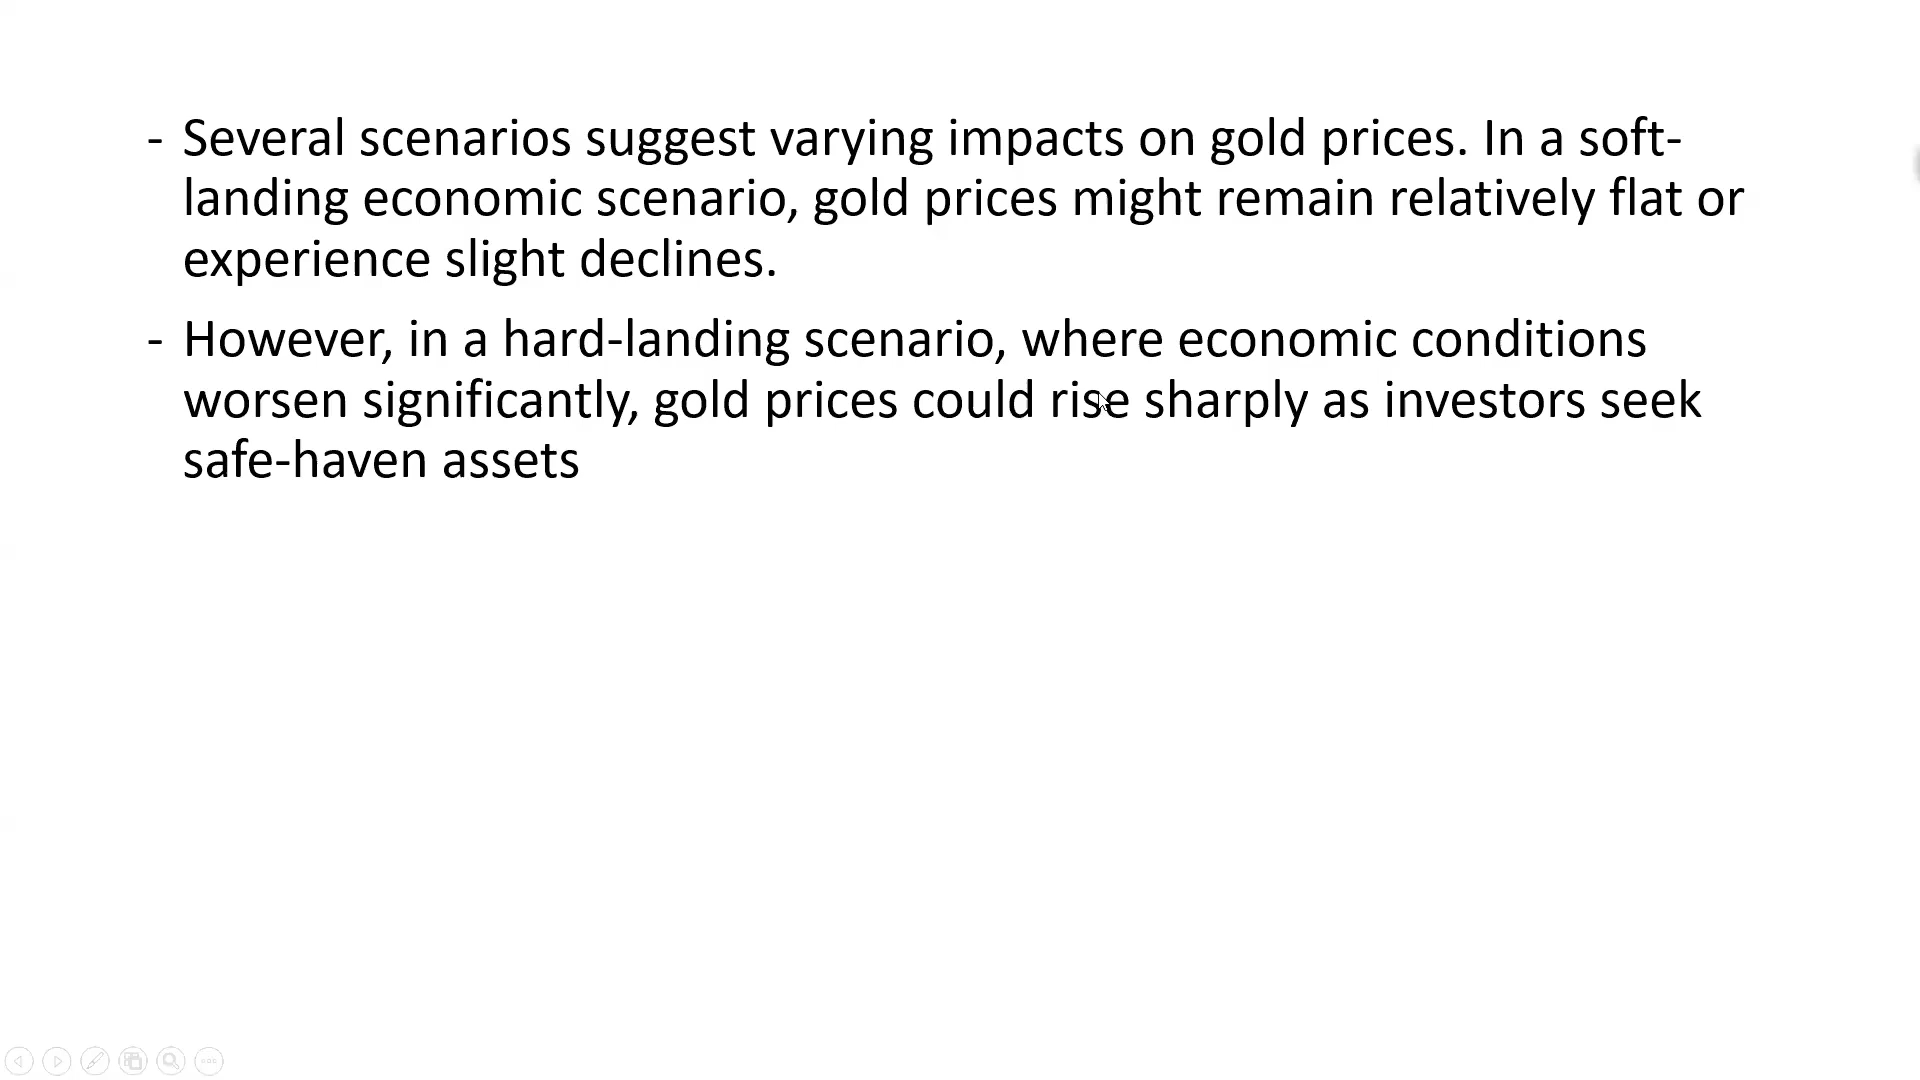 - Several scenarios suggest varying impacts on gold prices. In a soft-
landing economic scenario, gold prices might remain relatively flat or
experience slight declines.
- However, in a hard-landing scenario, where economic conditions
worsen significantly, gold prices could rise sharply as investors seek
safe-haven assets